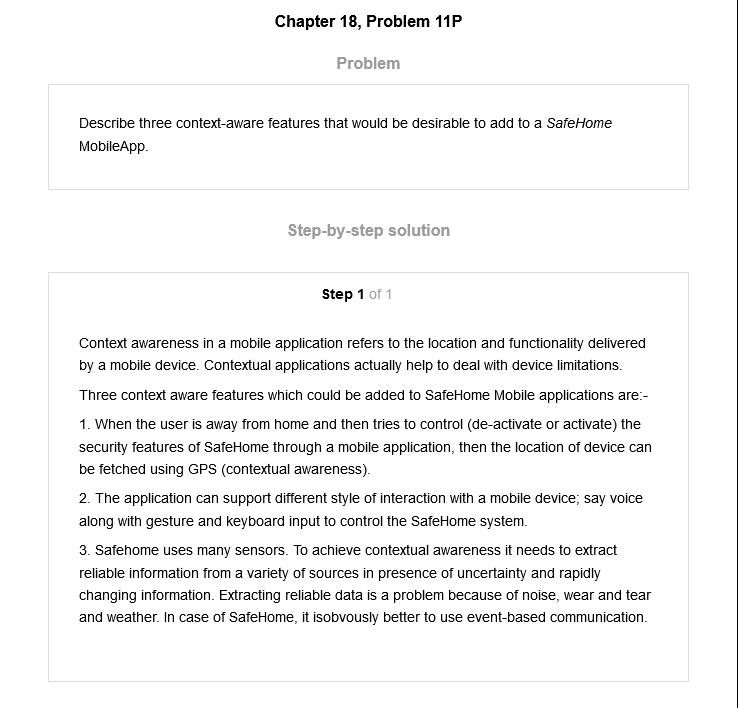 Chapter 18, Problem 11P
Problem
Describe three context-aware features that would be desirable to add to a SafeHome
MobileApp.
Step-by-step solution
Step 1 of 1
Context awareness in a mobile application refers to the location and functionality delivered
by a mobile device. Contextual applications actually help to deal with device limitations.
Three context aware features which could be added to SafeHome Mobile applications are:-
1. When the user is away from home and then tries to control (de-activate or activate) the
security features of SafeHome through a mobile application, then the location of device can
be fetched using GPS (contextual awareness).
2. The application can support different style of interaction with a mobile device; say voice
along with gesture and keyboard input to control the SafeHome system.
3. Safehome uses many sensors. To achieve contextual awareness it needs to extract
reliable information from a variety of sources in presence of uncertainty and rapidly
changing information. Extracting reliable data is a problem because of noise, wear and tear
and weather. In case of SafeHome, it isobvously better to use event-based communication.